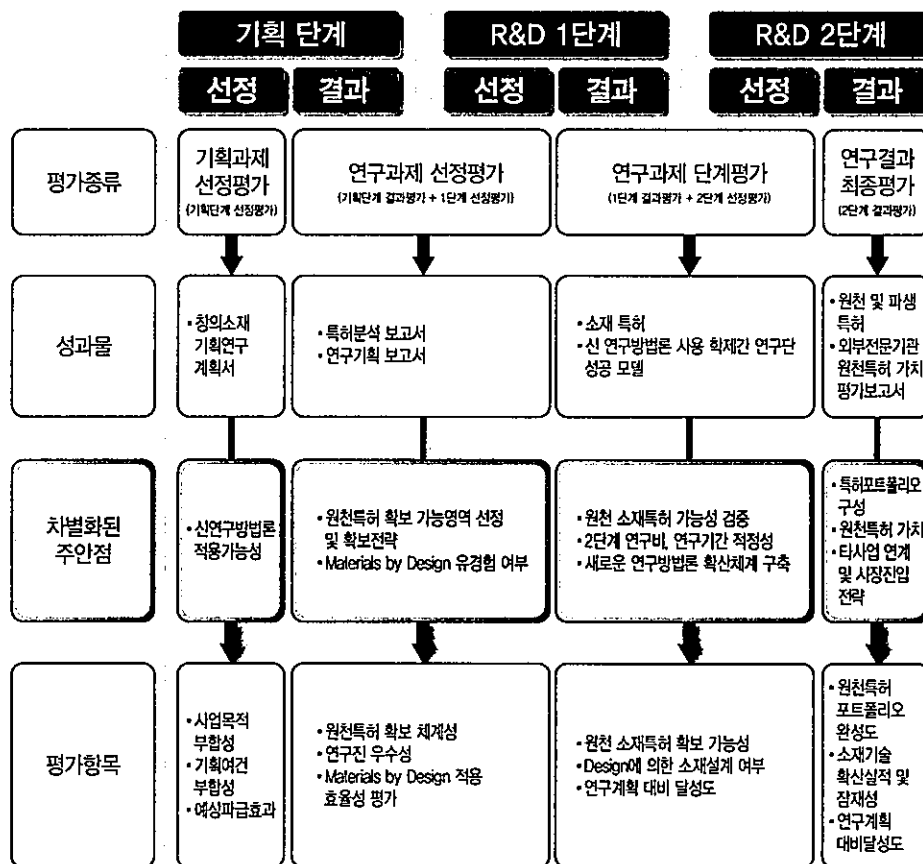 기획 단계
R&D 1단계
R&D 2단계
선정
결과
선정
결과
선정
결과
평가종류
기획과제
선정평가
(기획단계 선정평가)
연구과제 선정평가
(기획단계 결과평가 + 1단계 선정평가)
연구과제 단계평가
(1단계 결과평가 + 2단계 선정평가)
연구결과
최종평가
(2단계 결과평가)
성과물
• 창의소재
기획연구
계획서
• 특허분석 보고서
• 연구기획 보고서
• 소재 특허
• 신 연구방법론 사용 학제간 연구단
성공 모델
• 원천 및 파생
특허
• 외부전문기관
원천특허 가치
평가보고서
차별화된
주안점
• 신연구방법론
적용가능성
• 원천특허 확보 가능영역 선정
및 확보전략
• Materials by Design 유경험 여부
• 원천 소재특허 가능성 검증
• 2단계 연구비, 연구기간 적정성
• 새로운 연구방법론 확산체계 구축
• 특허포트폴리오
구성
• 원천특허 가치
• 타사업 연계
및 시장진입
전략
평가항목
• 사업목적
부합성
• 기획여건
부합성
• 예상파급효과
• 원천특허 확보 체계성
• 연구진 우수성
• Materials by Design 적용
효율성 평가
• 원천 소재특허 확보 가능성
• Design에 의한 소재설계 여부
• 연구계획 대비 달성도
• 원천특허
포트폴리오
완성도
• 소재기술
확산실적 및
잠재성
• 연구계획
대비달성도